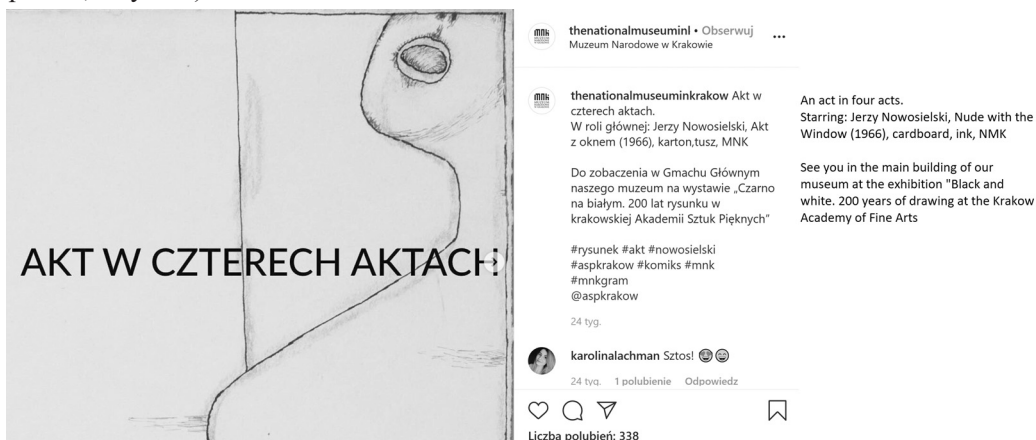 AKT W CZTERECH AKTACH
thenationalmuseuminl • Obserwuj
Muzeum Narodowe w Krakowie
thenationalmuseuminkrakow Akt w
czterech aktach.
W roli głównej: Jerzy Nowosielski, Akt
z oknem (1966), karton,tusz, MNK
Do zobaczenia w Gmachu Głównym
naszego muzeum na wystawie „Czarno
na białym. 200 lat rysunku w
krakowskiej Akademii Sztuk Pięknych"
#rysunek #akt #nowosielski
#aspkrakow #komiks #mnk
#mnkgram
@aspkrakow
24 tyg.
karolinalachman Sztos!
24 tyg. 1 polubienie Odpowiedz
Liczba polubień: 338
An act in four acts.
Starring: Jerzy Nowosielski, Nude with the
Window (1966), cardboard, ink, NMK
See you in the main building of our
museum at the exhibition "Black and
white. 200 years of drawing at the Krakow
Academy of Fine Arts